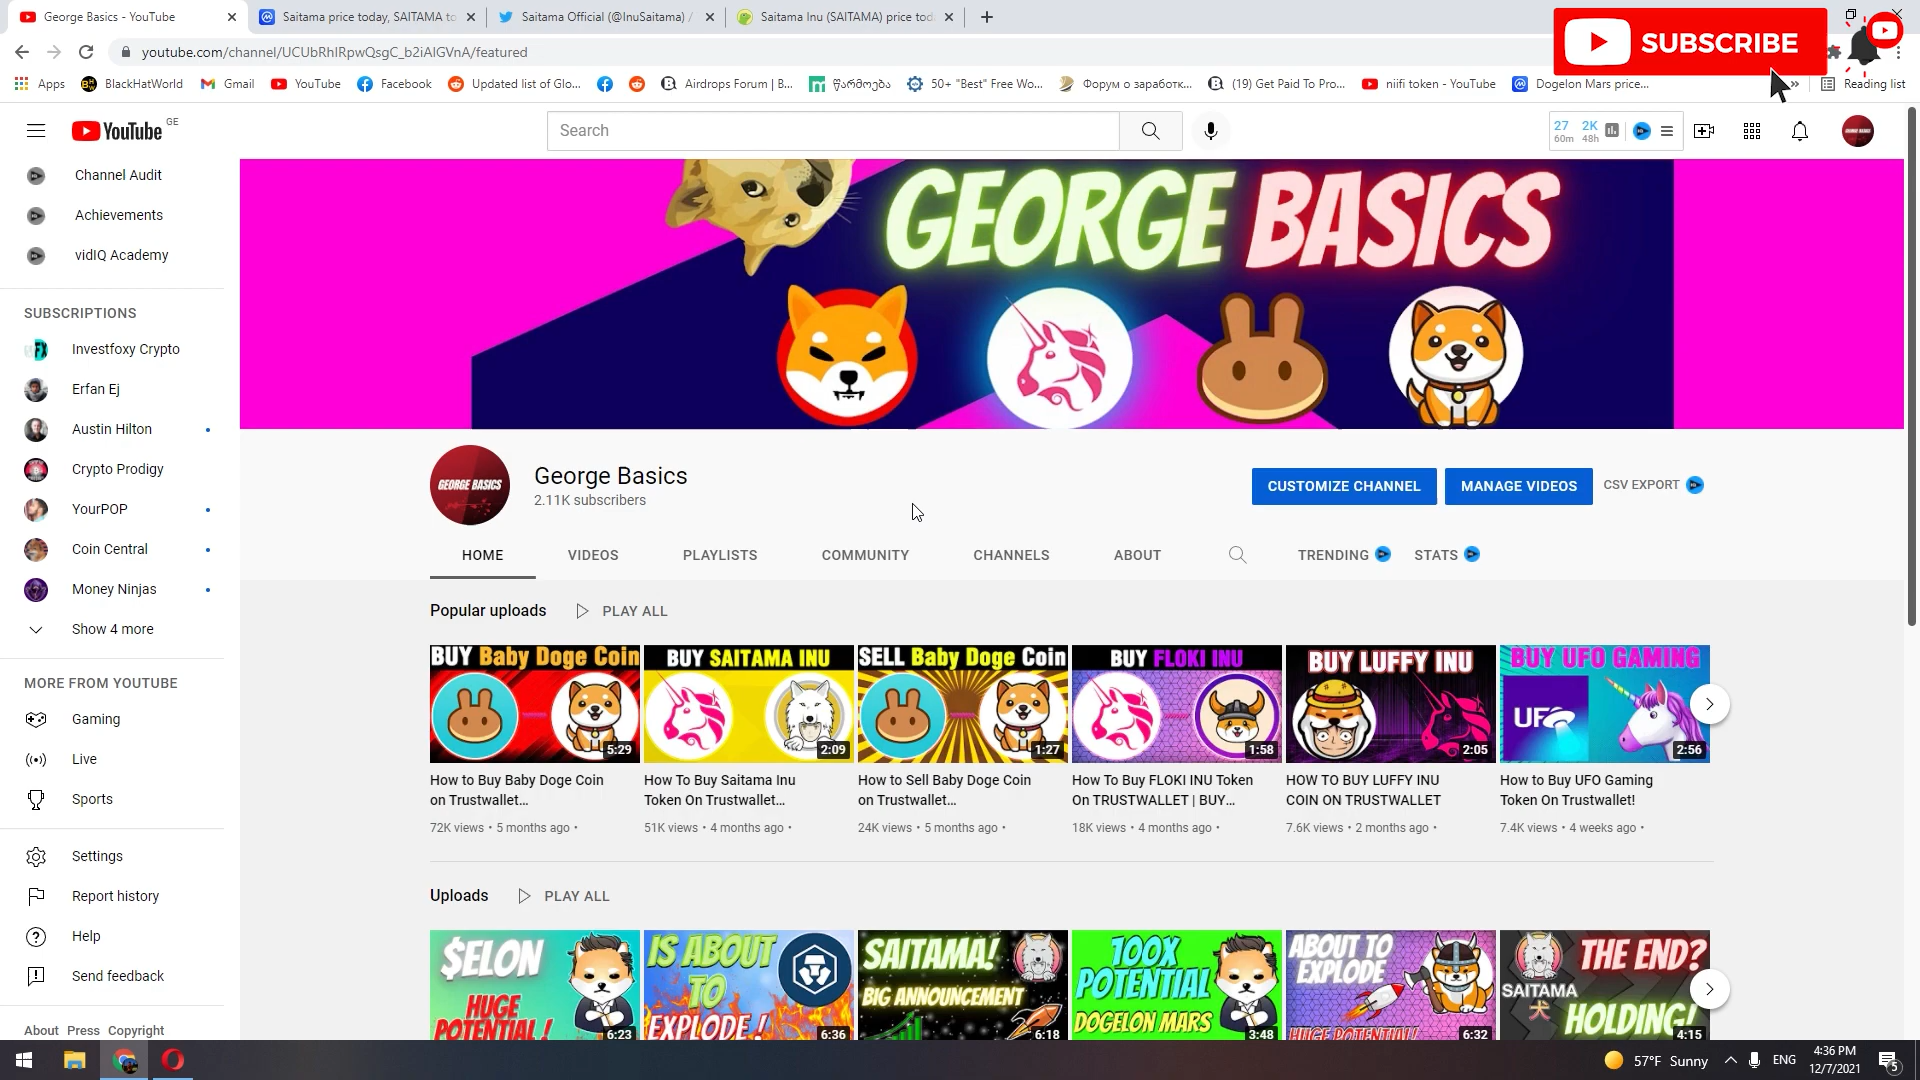 George Basics - YouTube
Saitama price today, SAITAMA to
Saitama Official (@InuSaitama) /
Saitama Inu (SAITAMA) price toda
youtube.com/channel/UCUbRhIRpwQsgC_b2iAlGVnA/featured
SUBSCRIBE
Apps
BlackHatWorld
Gmail
YouTube
Facebook
Updated list of Glo...
Airdrops Forum | B...
წარმოება
50+ "Best" Free Wo...
Форум о заработк...
(19) Get Paid To Pro...
niifi token - YouTube
Dogelon Mars price...
Reading list
YouTube GE
Search
27
60m
2K
48h
Channel Audit
Achievements
vidIQ Academy
SUBSCRIPTIONS
Investfoxy Crypto
Erfan Ej
Austin Hilton
Crypto Prodigy
YourPOP
Coin Central
Money Ninjas
Show 4 more
MORE FROM YOUTUBE
Gaming
Live
Sports
Settings
Report history
Help
Send feedback
About Press Copyright
GEORGE BASICS
GEORGE BASICS
George Basics
2.11K subscribers
CUSTOMIZE CHANNEL
MANAGE VIDEOS
CSV EXPORT
HOME
VIDEOS
PLAYLISTS
COMMUNITY
CHANNELS
ABOUT
TRENDING
STATS
Popular uploads
PLAY ALL
BUY Baby Doge Coin
5:29
How to Buy Baby Doge Coin
on Trustwallet...
72K views • 5 months ago •
BUY SAITAMA INU
2:09
How To Buy Saitama Inu
Token On Trustwallet...
51K views • 4 months ago •
SELL Baby Doge Coin
1:27
How to Sell Baby Doge Coin
on Trustwallet...
24K views • 5 months ago •
BUY FLOKI INU
1:58
How To Buy FLOKI INU Token
On TRUSTWALLET | BUY...
18K views • 4 months ago •
BUY LUFFY INU
2:05
HOW TO BUY LUFFY INU
COIN ON TRUSTWALLET
7.6K views • 2 months ago •
BUY UFO GAMING
UFO
2:56
How to Buy UFO Gaming
Token On Trustwallet!
7.4K views • 4 weeks ago •
Uploads
PLAY ALL
$ELON
HUGE
POTENTIAL!
6:23
IS ABOUT
TO
EXPLODE!
6:36
SAITAMA!
BIG ANNOUNCEMENT
6:18
100X
POTENTIAL
DOGELON MARS
3:48
ABOUT TO
EXPLODE
HUGE POTENTIAL!
6:32
THE END?
SAITAMA
犬
HOLDING!
4:15
57°F Sunny
ENG
4:36 PM
12/7/2021
5